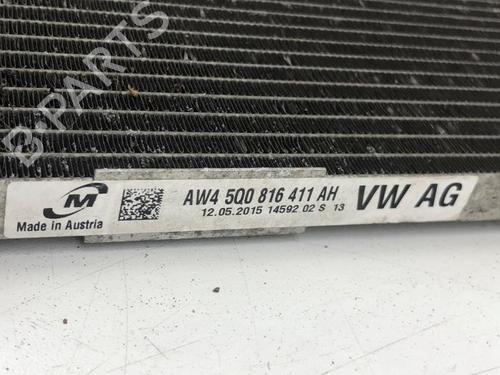 B-PARTS
M
Made in Austria
AW4 5Q0 816 411 AH
12.05.2015 14592 02 S 13
VW AG